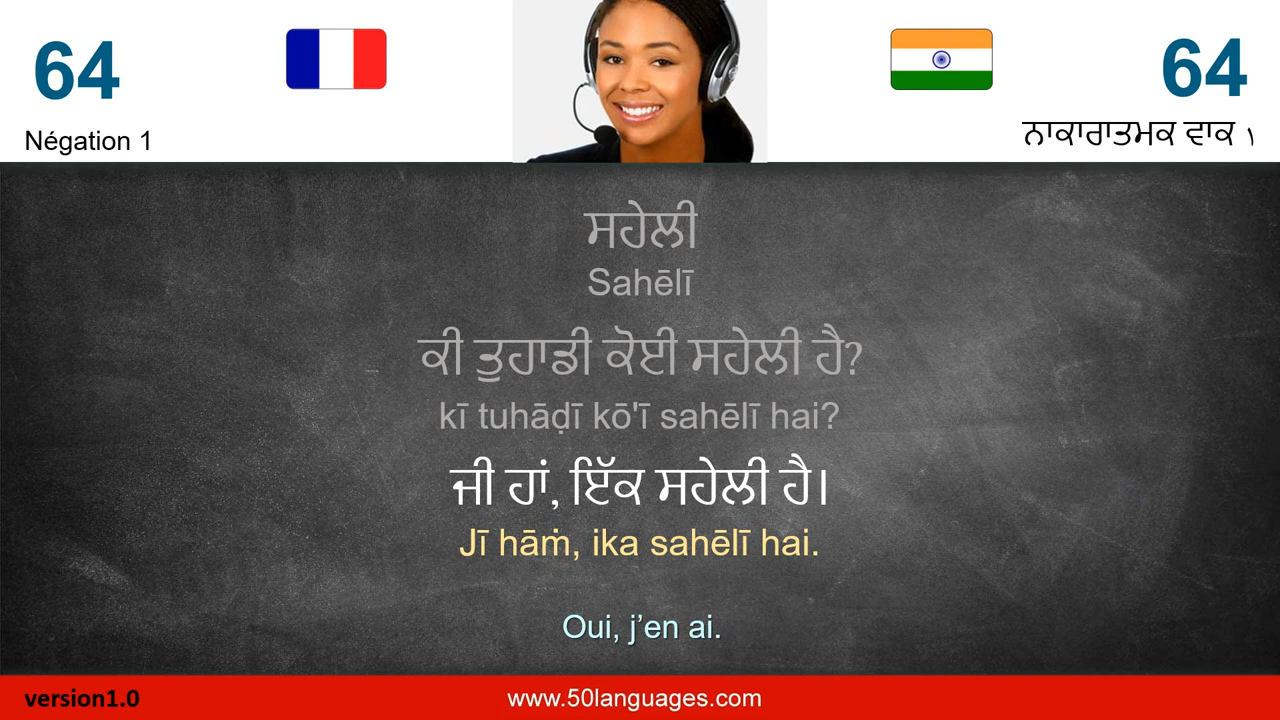 64
64
Négation 1
ਨਾਕਾਰਾਤਮਕ ਵਾਕ ੧
ਸਹੇਲੀ
Sahēlī
ਕੀ ਤੁਹਾਡੀ ਕੋਈ ਸਹੇਲੀ ਹੈ?
kī tuhāḍī kō'ī sahēlī hai?
ਜੀ ਹਾਂ, ਇੱਕ ਸਹੇਲੀ ਹੈ।
Jī hāṁ, ika sahēlī hai.
Oui, j’en ai.
version1.0
www.50languages.com